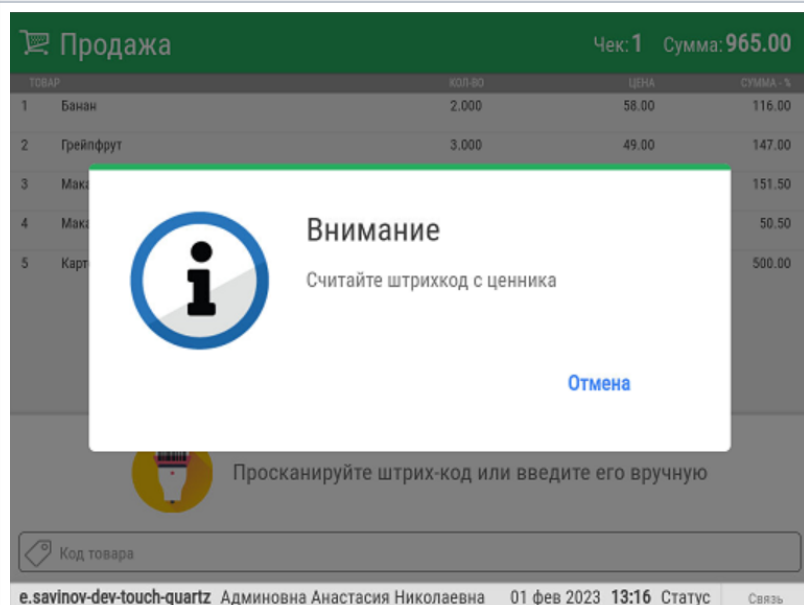 Продажа Чек: 1 Сумма: 965.00
ТОВАР КОЛ-ВО ЦЕНА СУММА - %
1 Банан 2.000 58.00 116.00
2 Грейпфрут 3.000 49.00 147.00
3 151.50
4 50.50
5 500.00
Внимание
Считайте штрихкод с ценника
Отмена
Просканируйте штрих-код или введите его вручную
Код товара
e.savinov-dev-touch-quartz Админовна Анастасия Николаевна 01 фев 2023 13:16 Статус Связь